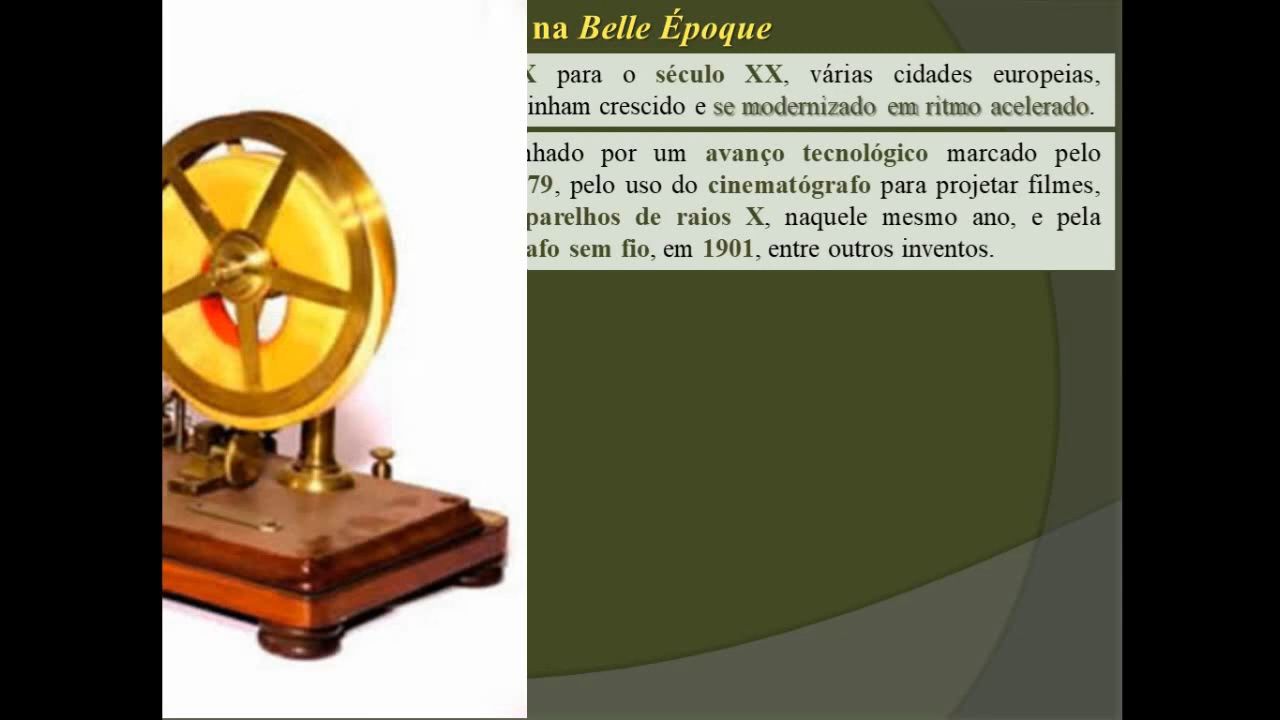 na Belle Époque
X para o século XX, várias cidades europeias,
inham crescido e se modernizado em ritmo acelerado.
nhado por um avanço tecnológico marcado pelo
79, pelo uso do cinematógrafo para projetar filmes,
parelhos de raios X, naquele mesmo ano, e pela
afo sem fio, em 1901, entre outros inventos.